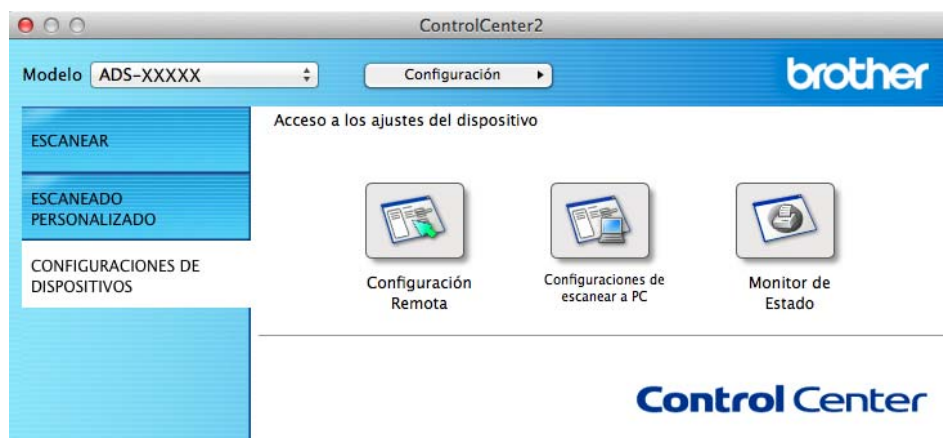 ControlCenter2
Modelo ADS-XXXXX Configuración brother
ESCANEAR
ESCANEADO
PERSONALIZADO
CONFIGURACIONES DE
DISPOSITIVOS
Acceso a los ajustes del dispositivo
Configuración
Remota
Configuraciones de
escanear a PC
Monitor de
Estado
Control Center